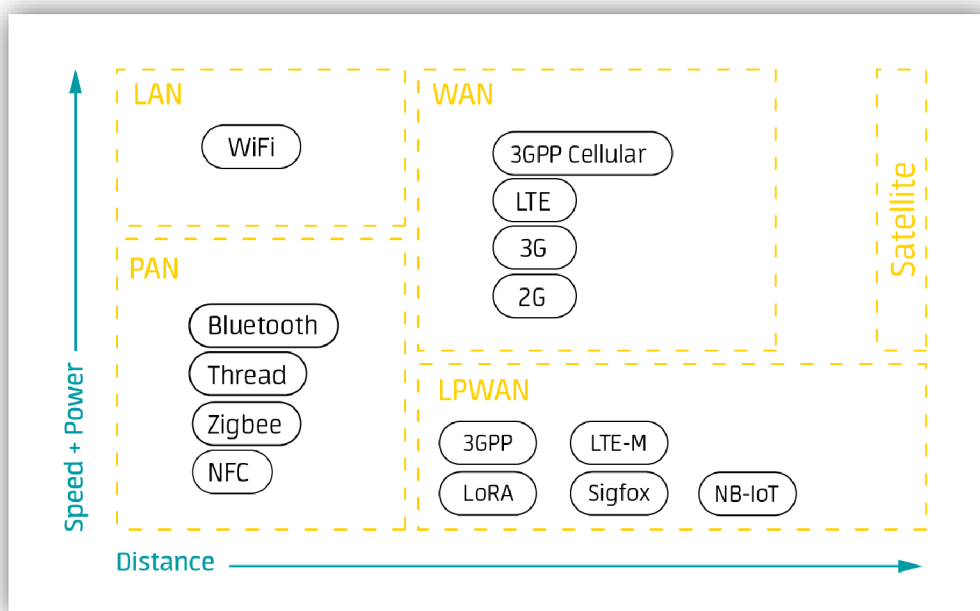 LAN
WiFi
PAN
Bluetooth
Thread
Zigbee
NFC
WAN
3GPP Cellular
LTE
3G
2G
Satellite
LPWAN
3GPP
LTE-M
LoRA
Sigfox
NB-IoT
Speed + Power
Distance